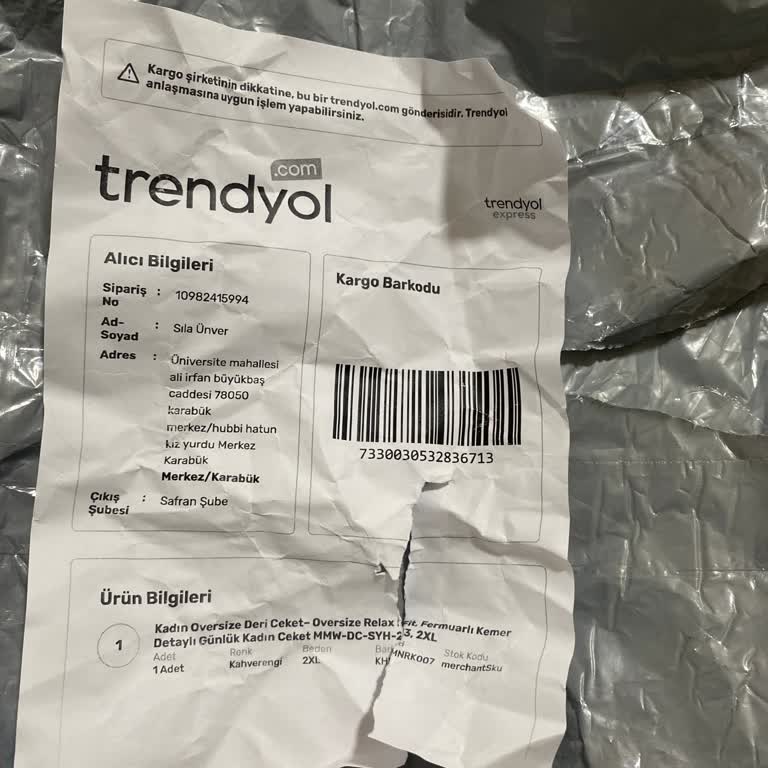 Kargo şirketinin dikkatine, bu bir trendyol.com gönderisidir. Trendyol
anlaşmasına uygun işlem yapabilirsiniz.
trendyol
.com
trendyol
express
Alıcı Bilgileri
Sipariş No : 10982415994
Ad-Soyad : Sıla Ünver
Adres : Üniversite mahallesi
ali irfan büyükbaş
caddesi 78050
karabük
merkez/hubbi hatun
kız yurdu Merkez
Karabük
Merkez/Karabük
Çıkış Şubesi : Safran Şube
Kargo Barkodu
7330030532836713
Ürün Bilgileri
1
Kadın Oversize Deri Ceket- Oversize Relax Fit, Fermuarlı Kemer
Detaylı Günlük Kadın Ceket MMW-DC-SYH-23, 2XL
Adet Renk Beden Stok Kodu
1 Adet Kahverengi 2XL merchantSku